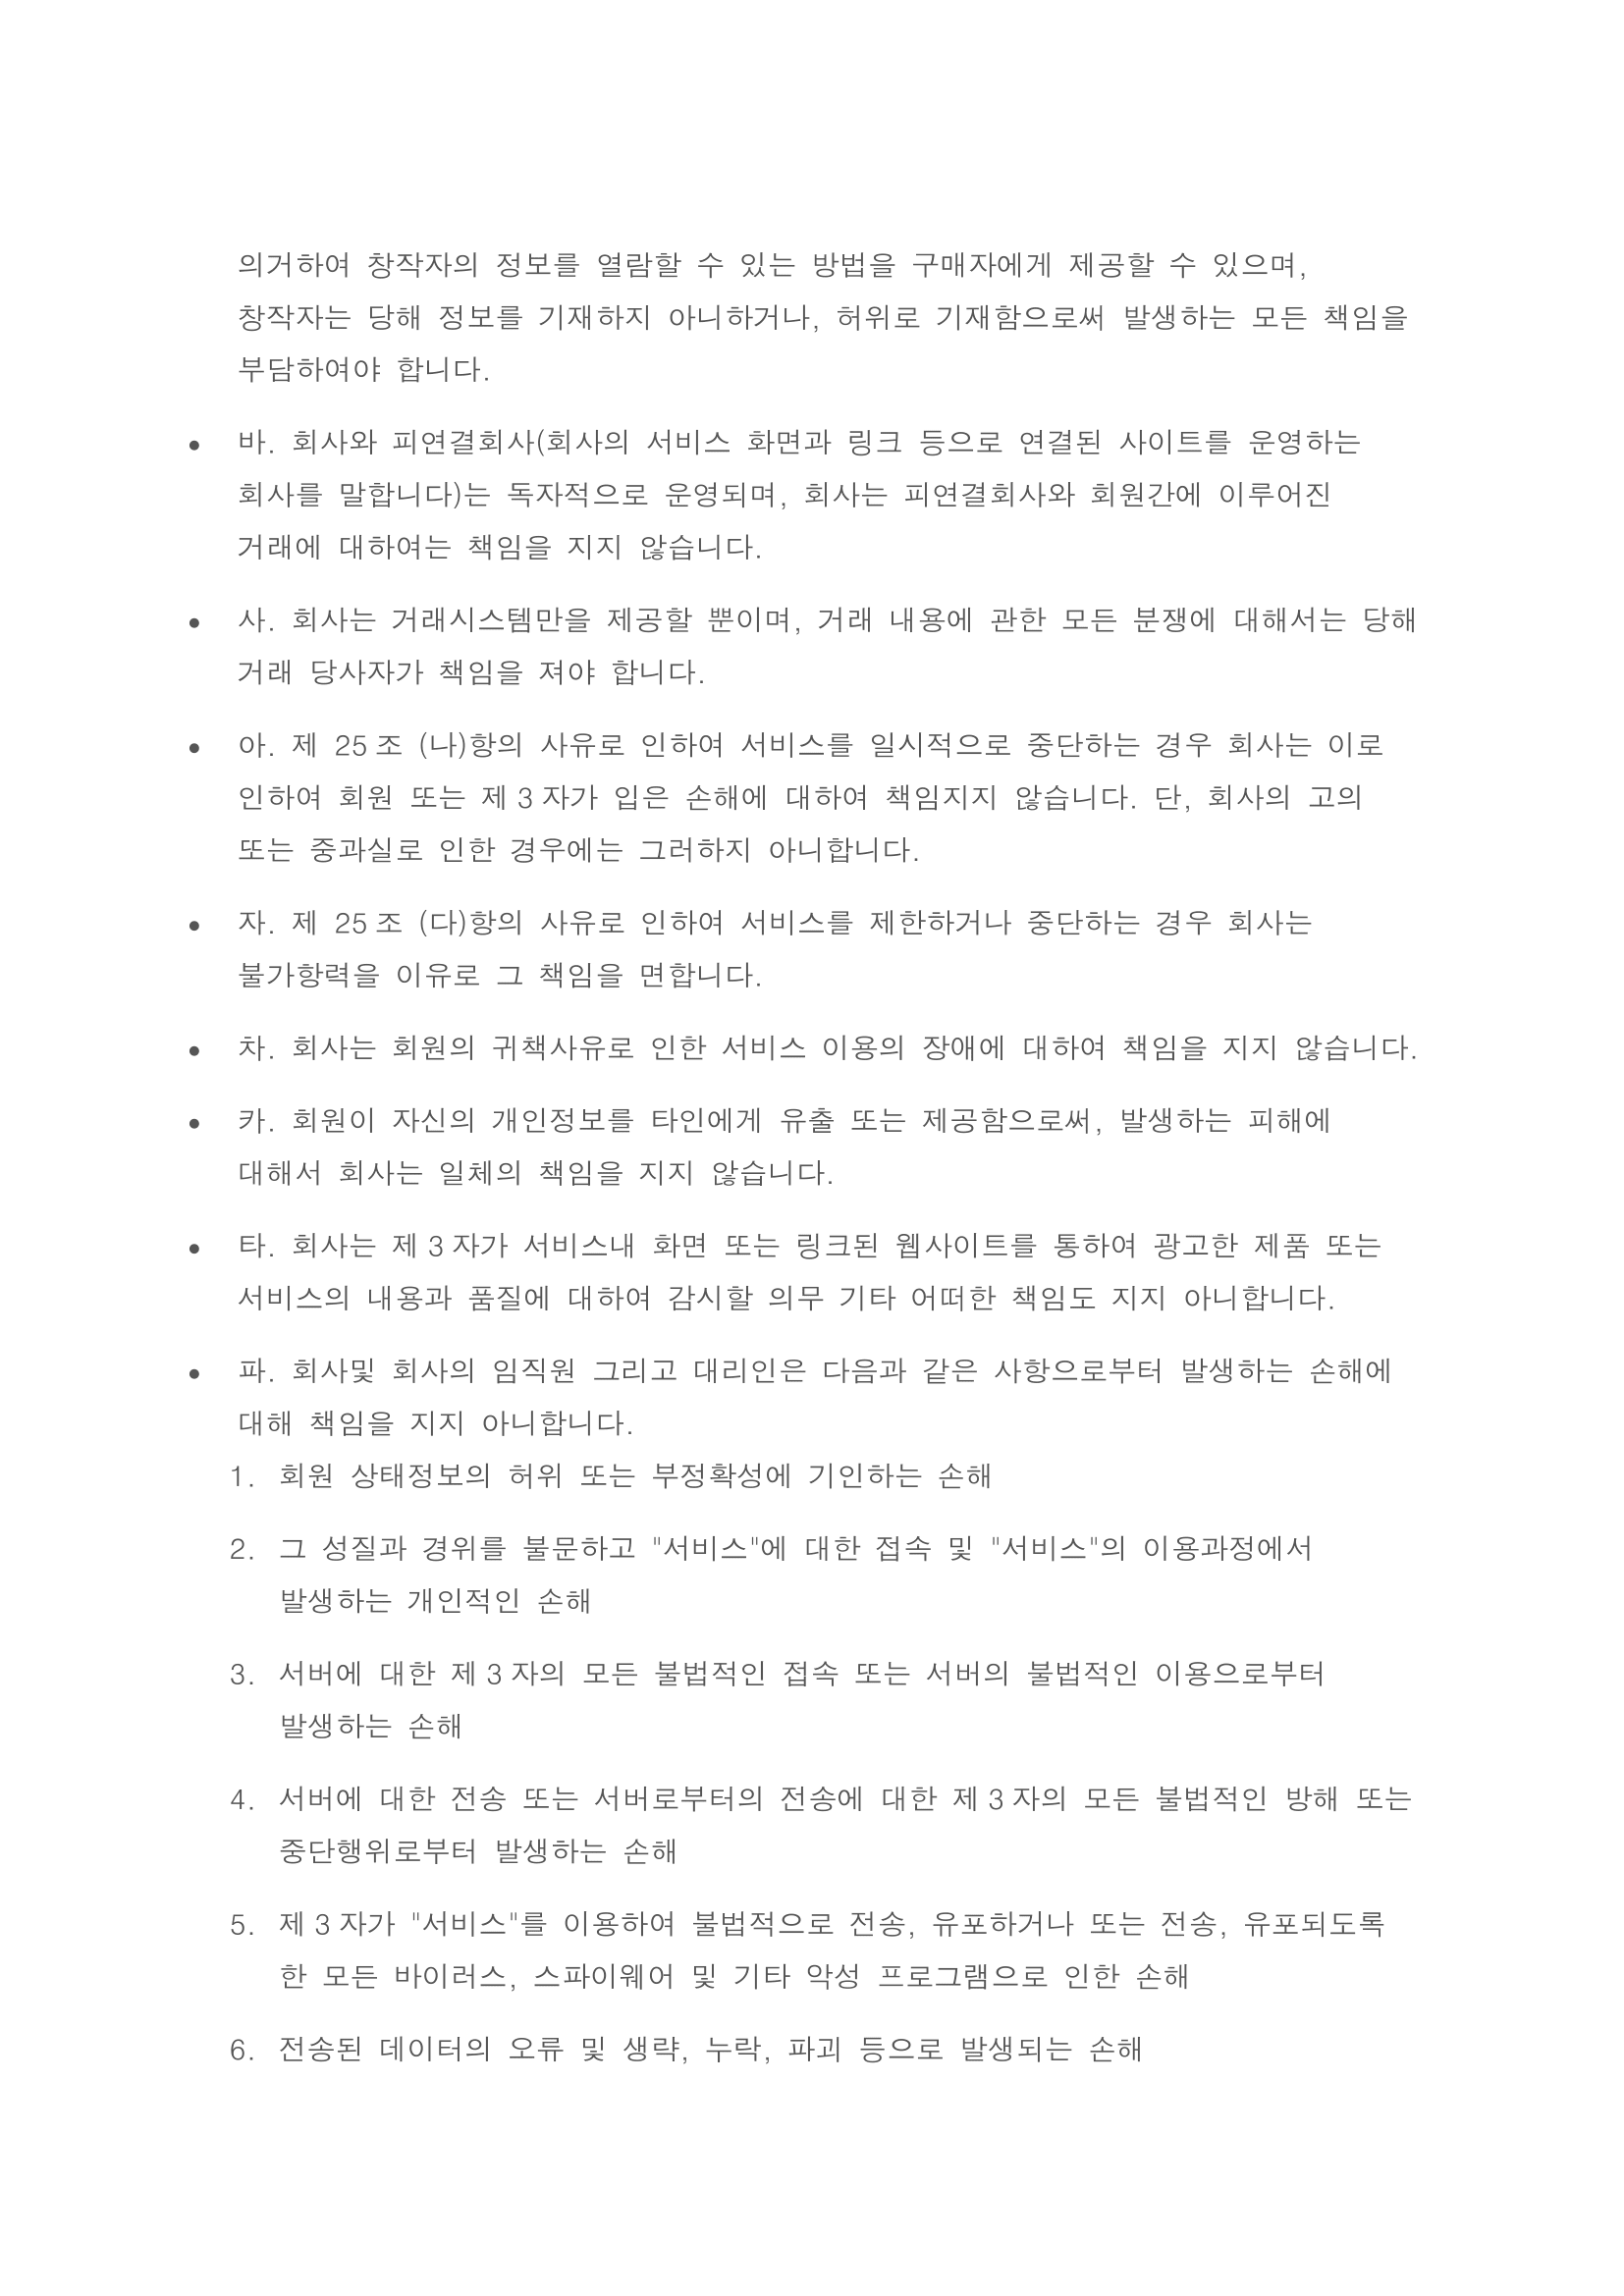 의거하여 창작자의 정보를 열람할 수 있는 방법을 구매자에게 제공할 수 있으며,
창작자는 당해 정보를 기재하지 아니하거나, 허위로 기재함으로써 발생하는 모든 책임을
부담하여야 합니다.
● 바. 회사와 피연결회사(회사의 서비스 화면과 링크 등으로 연결된 사이트를 운영하는
회사를 말합니다)는 독자적으로 운영되며, 회사는 피연결회사와 회원간에 이루어진
거래에 대하여는 책임을 지지 않습니다.
● 사. 회사는 거래시스템만을 제공할 뿐이며, 거래 내용에 관한 모든 분쟁에 대해서는 당해
거래 당사자가 책임을 져야 합니다.
● 아. 제 25조 (나)항의 사유로 인하여 서비스를 일시적으로 중단하는 경우 회사는 이로
인하여 회원 또는 제3자가 입은 손해에 대하여 책임지지 않습니다. 단, 회사의 고의
또는 중과실로 인한 경우에는 그러하지 아니합니다.
● 자. 제 25조 (다)항의 사유로 인하여 서비스를 제한하거나 중단하는 경우 회사는
불가항력을 이유로 그 책임을 면합니다.
● 차. 회사는 회원의 귀책사유로 인한 서비스 이용의 장애에 대하여 책임을 지지 않습니다.
● 카. 회원이 자신의 개인정보를 타인에게 유출 또는 제공함으로써, 발생하는 피해에
대해서 회사는 일체의 책임을 지지 않습니다.
● 타. 회사는 제3자가 서비스내 화면 또는 링크된 웹사이트를 통하여 광고한 제품 또는
서비스의 내용과 품질에 대하여 감시할 의무 기타 어떠한 책임도 지지 아니합니다.
● 파. 회사및 회사의 임직원 그리고 대리인은 다음과 같은 사항으로부터 발생하는 손해에
대해 책임을 지지 아니합니다.
1. 회원 상태정보의 허위 또는 부정확성에 기인하는 손해
2. 그 성질과 경위를 불문하고 "서비스"에 대한 접속 및 "서비스"의 이용과정에서
발생하는 개인적인 손해
3. 서버에 대한 제3자의 모든 불법적인 접속 또는 서버의 불법적인 이용으로부터
발생하는 손해
4. 서버에 대한 전송 또는 서버로부터의 전송에 대한 제3자의 모든 불법적인 방해 또는
중단행위로부터 발생하는 손해
5. 제3자가 "서비스"를 이용하여 불법적으로 전송, 유포하거나 또는 전송, 유포되도록
한 모든 바이러스, 스파이웨어 및 기타 악성 프로그램으로 인한 손해
6. 전송된 데이터의 오류 및 생략, 누락, 파괴 등으로 발생되는 손해